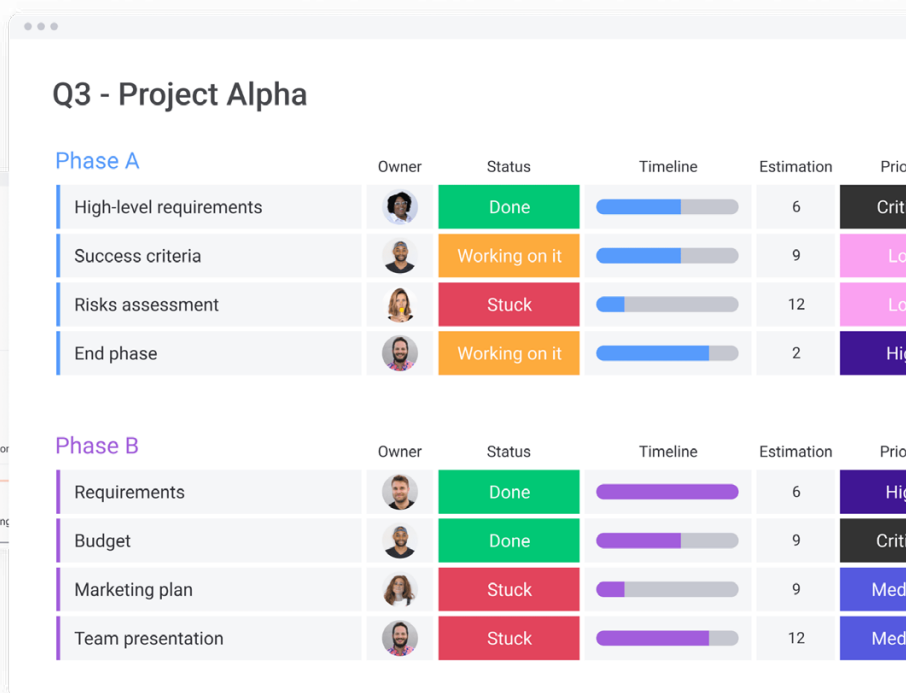 Q3 - Project Alpha
Phase A Owner Status Timeline Estimation
High-level requirements Done 6
Success criteria Working on it 9
Risks assessment Stuck 12
End phase Working on it 2
Phase B Owner Status Timeline Estimation
Requirements Done 6
Budget Done 9
Marketing plan Stuck 9
Team presentation Stuck 12